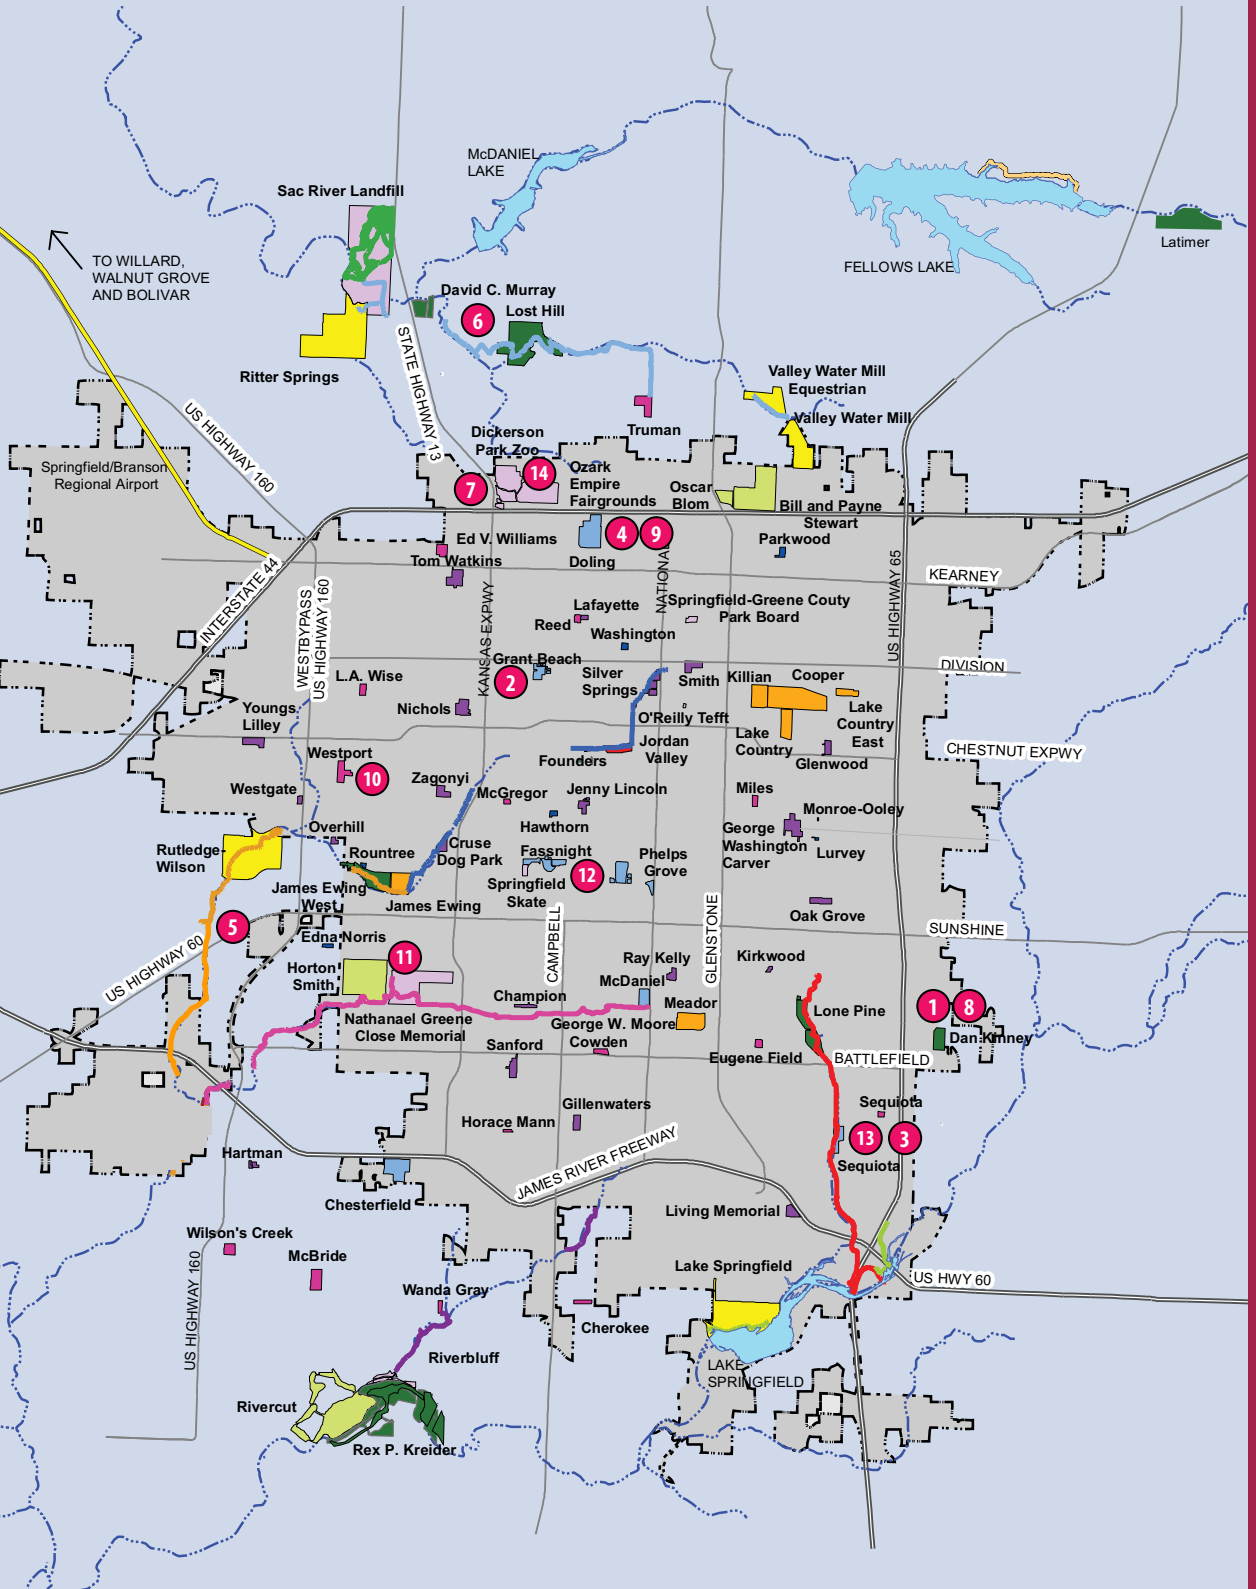 McDANIEL
LAKE
Sac River Landfill
Latimer
TO WILLARD,
WALNUT GROVE
AND BOLIVAR
FELLOWS LAKE
David C. Murray
6
Lost Hill
STATE HIGHWAY 13
Ritter Springs
Valley Water Mill
Equestrian
Valley Water Mill
US HIGHWAY 160
Truman
Dickerson
Park Zoo
14
7
Ozark
Empire
Fairgrounds
Springfield/Branson
Regional Airport
Oscar
Blom
Bill and Payne
Stewart
4
9
Doling
Ed V. Williams
Tom Watkins
Parkwood
KEARNEY
INTERSTATE 44
WESTBYPASS
US HIGHWAY 160
KANSAS EXPWY
NATIONAL
US HIGHWAY 65
Lafayette
Reed
Springfield-Greene Couty
Park Board
Washington
Grant Beach
2
DIVISION
L.A. Wise
Silver
Springs
Smith
Killian
Cooper
Nichols
Youngs
Lilley
O'Reilly Tefft
Lake
Country
East
Lake
Country
Jordan
Valley
Founders
Glenwood
CHESTNUT EXPWY
Westport
10
Zagonyi
Westgate
McGregor
Jenny Lincoln
Miles
Monroe-Ooley
Hawthorn
Overhill
George
Washington
Carver
Lurvey
Rutledge-
Wilson
Rountree
Cruse
Dog Park
Fassnight
12
Phelps
Grove
Springfield
Skate
James Ewing
West
James Ewing
Oak Grove
5
SUNSHINE
CAMPBELL
GLENSTONE
US HIGHWAY 60
Edna Norris
11
Horton
Smith
Ray Kelly
Kirkwood
McDaniel
Champion
Meador
Lone Pine
1
8
Nathanael Greene
Close Memorial
George W. Moore
Cowden
Dan Kinney
Sanford
Eugene Field
BATTLEFIELD
Sequiota
Gillenwaters
Horace Mann
13
3
Sequiota
JAMES RIVER FREEWAY
Hartman
Chesterfield
Living Memorial
Wilson's Creek
McBride
US HIGHWAY 160
Lake Springfield
US HWY 60
Wanda Gray
Cherokee
Riverbluff
LAKE
SPRINGFIELD
Rivercut
Rex P. Kreider